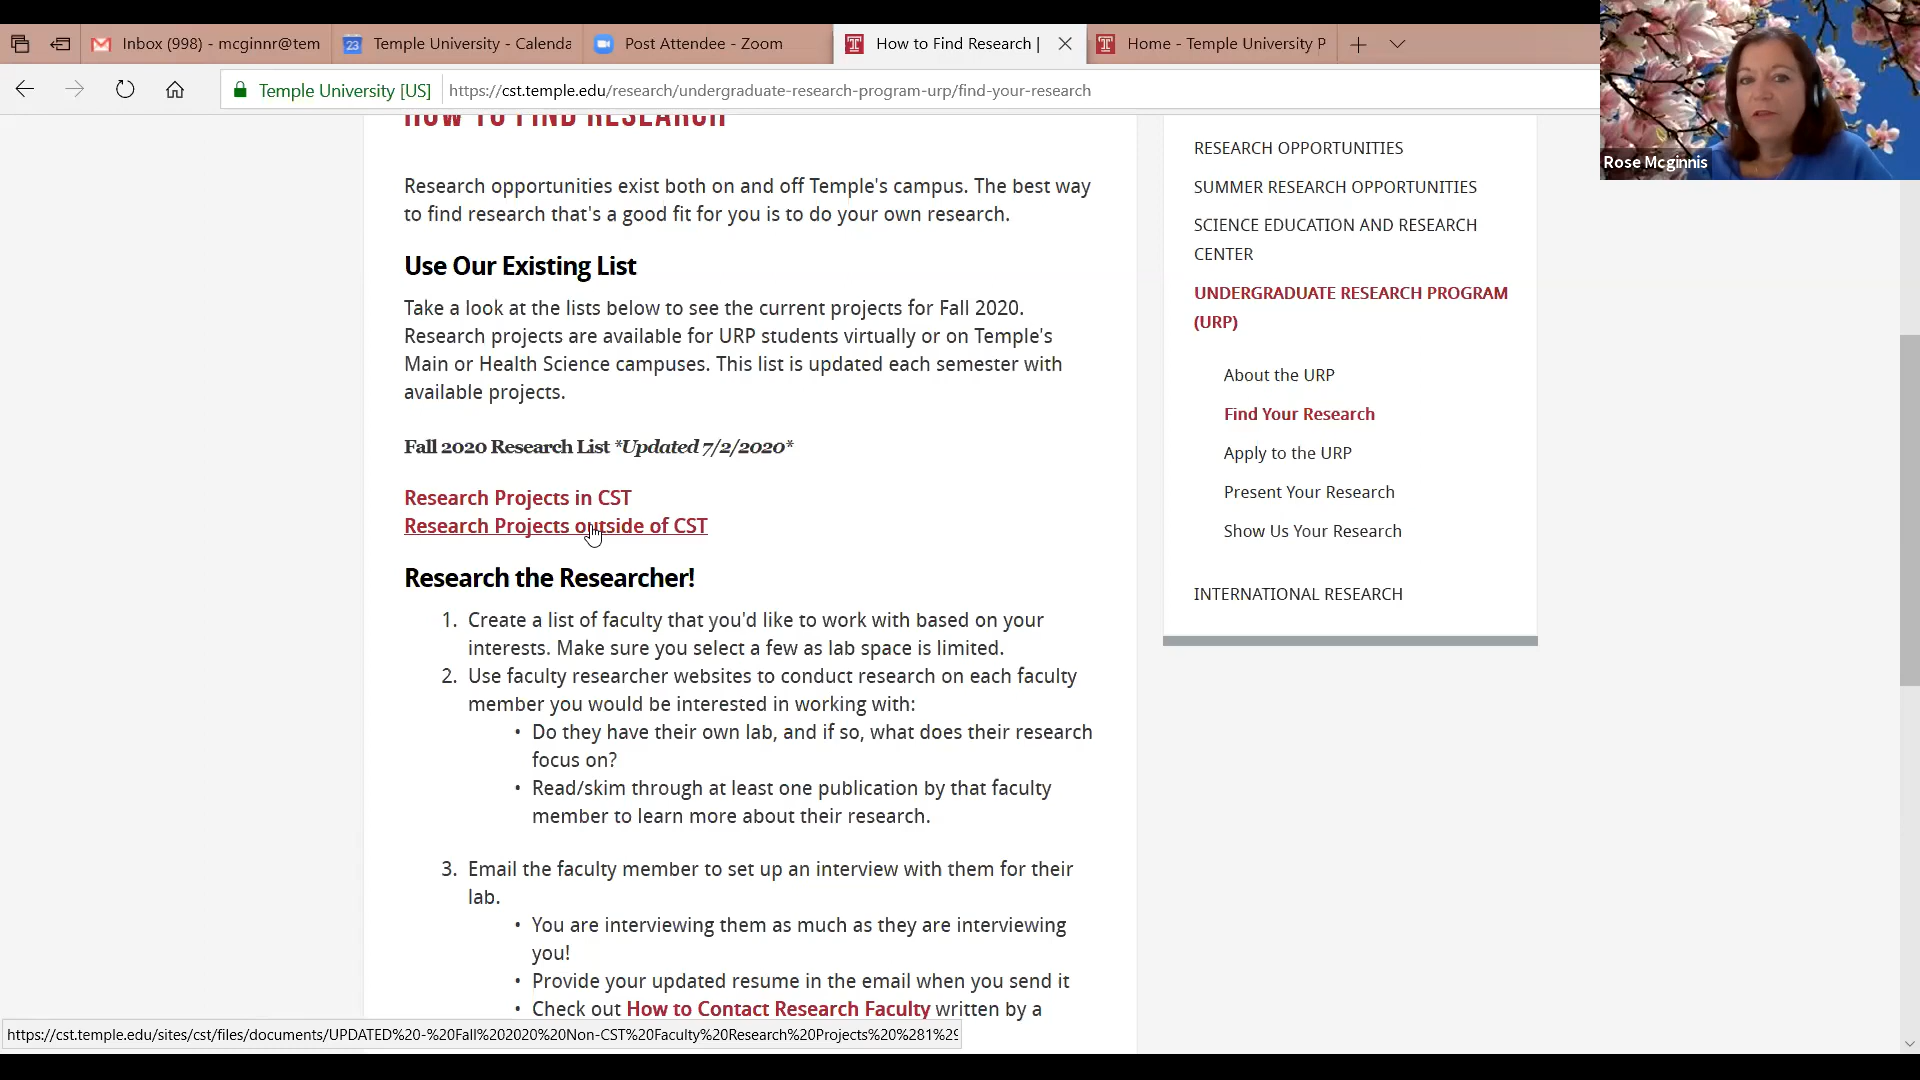 Inbox (998) - mcginnr@tem
Temple University - Calenda
Post Attendee - Zoom
How to Find Research |
Home - Temple University P
Temple University [US]
https://cst.temple.edu/research/undergraduate-research-program-urp/find-your-research
Rose Mcginnis
HOW TO FIND RESEARCH
Research opportunities exist both on and off Temple's campus. The best way
to find research that's a good fit for you is to do your own research.
Use Our Existing List
Take a look at the lists below to see the current projects for Fall 2020.
Research projects are available for URP students virtually or on Temple's
Main or Health Science campuses. This list is updated each semester with
available projects.
Fall 2020 Research List *Updated 7/2/2020*
Research Projects in CST
Research Projects outside of CST
Research the Researcher!
1. Create a list of faculty that you'd like to work with based on your
interests. Make sure you select a few as lab space is limited.
2. Use faculty researcher websites to conduct research on each faculty
member you would be interested in working with:
• Do they have their own lab, and if so, what does their research
focus on?
• Read/skim through at least one publication by that faculty
member to learn more about their research.
3. Email the faculty member to set up an interview with them for their
lab.
• You are interviewing them as much as they are interviewing
you!
• Provide your updated resume in the email when you send it
• Check out How to Contact Research Faculty written by a
RESEARCH OPPORTUNITIES
SUMMER RESEARCH OPPORTUNITIES
SCIENCE EDUCATION AND RESEARCH
CENTER
UNDERGRADUATE RESEARCH PROGRAM
(URP)
About the URP
Find Your Research
Apply to the URP
Present Your Research
Show Us Your Research
INTERNATIONAL RESEARCH
https://cst.temple.edu/sites/cst/files/documents/UPDATED%20-%20Fall%202020%20Non-CST%20Faculty%20Research%20Projects%20%281%29